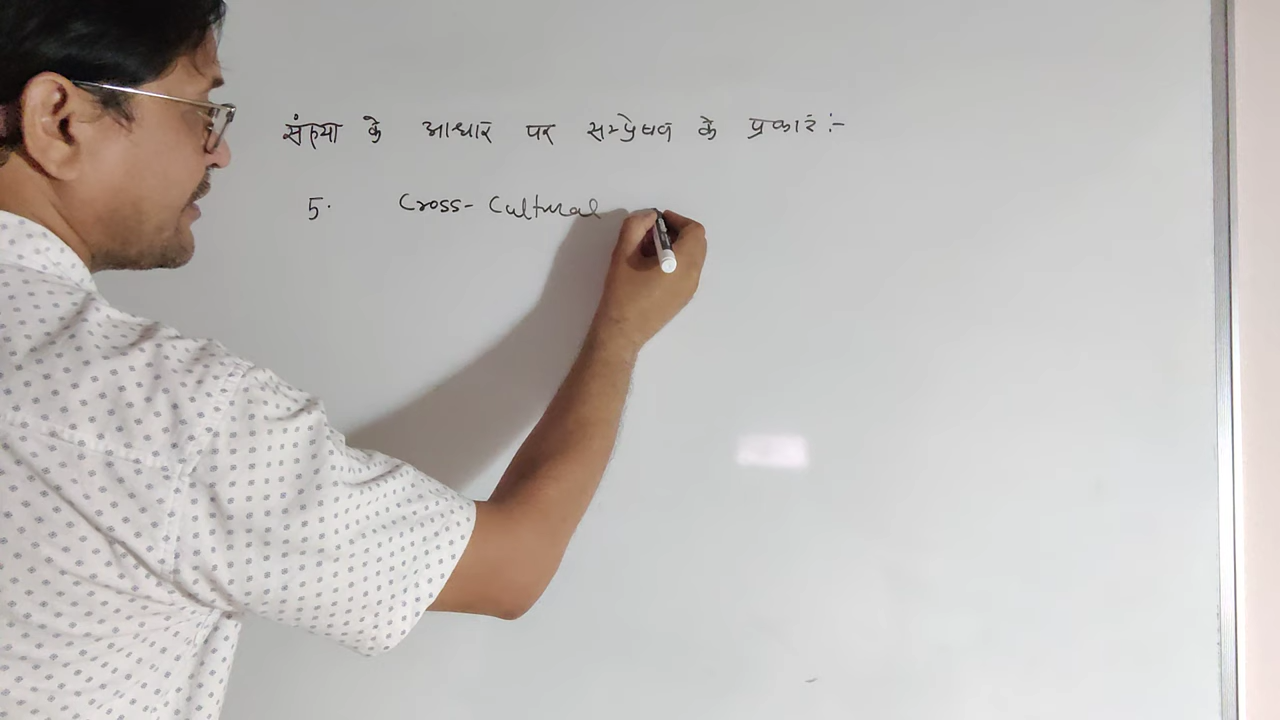 संख्या के आधार पर सम्प्रेषण के प्रकार :-
5. Cross-Cultural